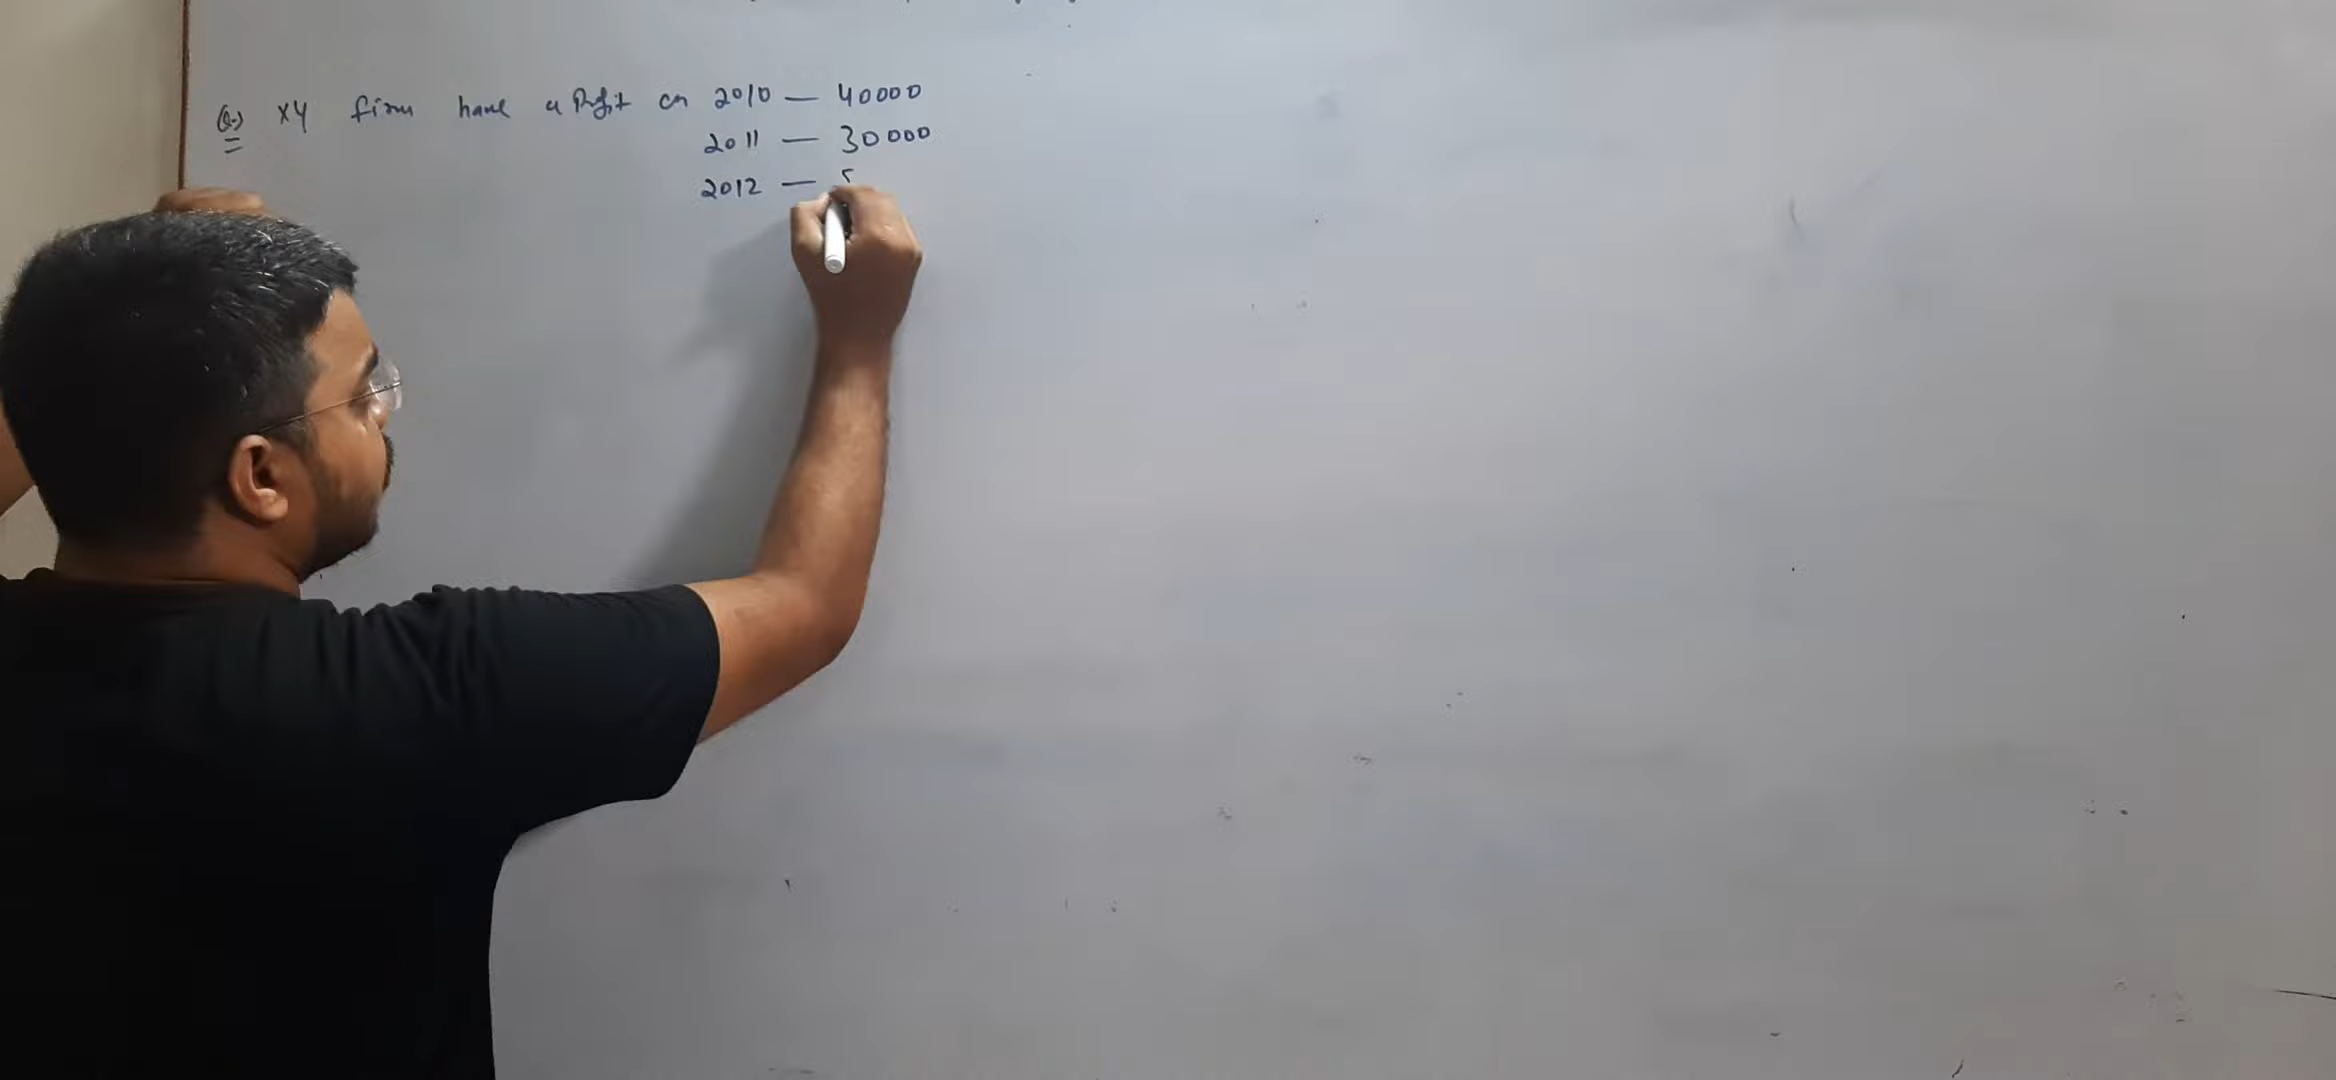 Q.) XY firm have a Profit on 2010 — 40000
2011 — 30000
2012 —